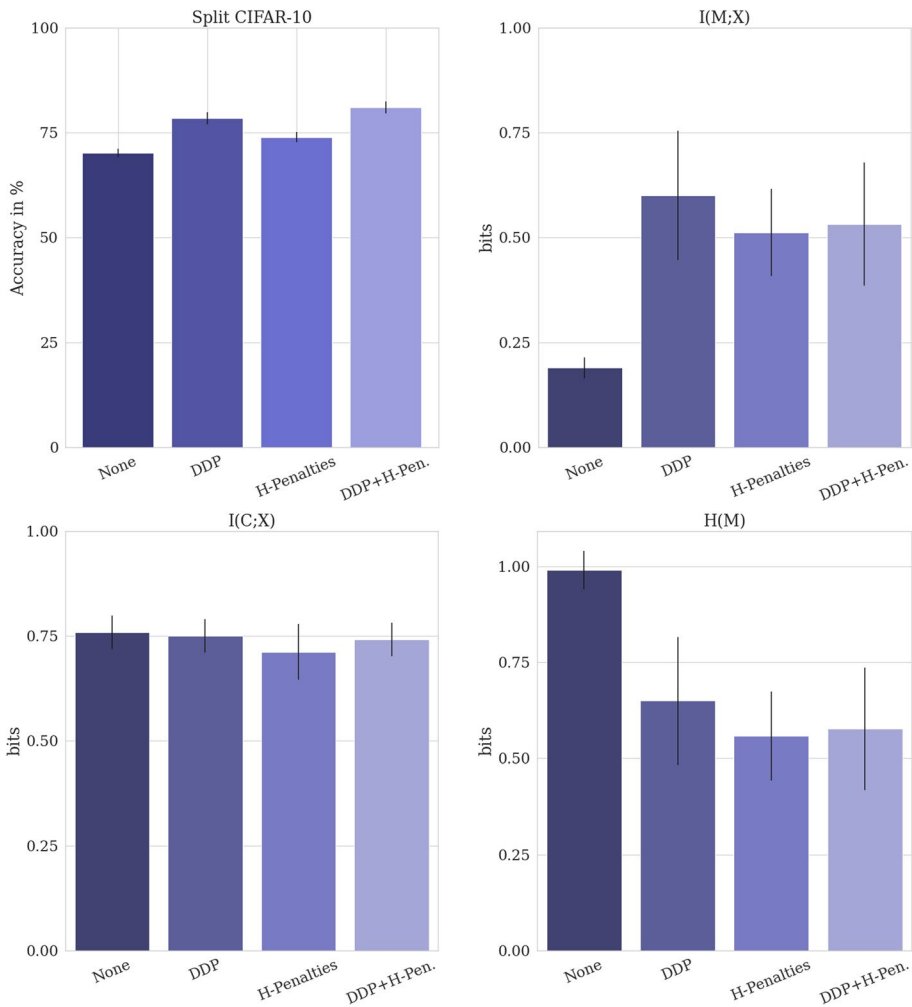 Split CIFAR-10
100
75
50
25
0
Accuracy in %
None
DDP
H-Penalties
DDP+H-Pen.
I(M;X)
1.00
0.75
0.50
0.25
0.00
bits
None
DDP
H-Penalties
DDP+H-Pen.
I(C;X)
1.00
0.75
0.50
0.25
0.00
bits
None
DDP
H-Penalties
DDP+H-Pen.
H(M)
1.00
0.75
0.50
0.25
0.00
bits
None
DDP
H-Penalties
DDP+H-Pen.